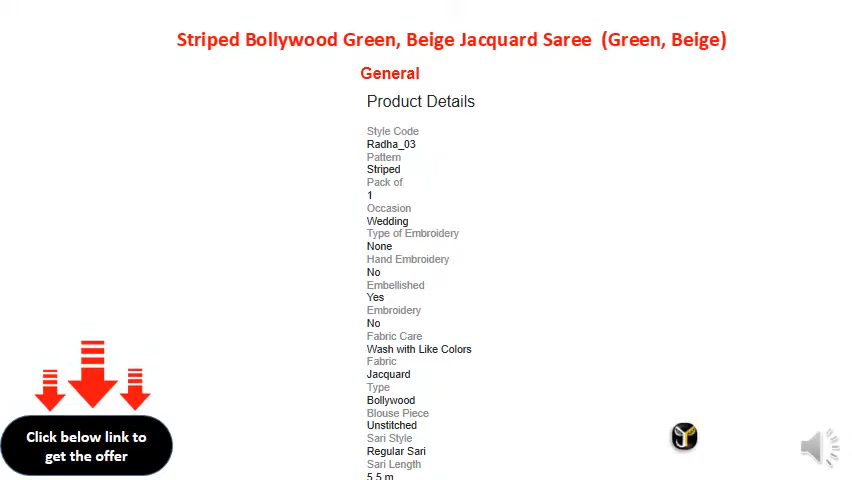 Striped Bollywood Green, Beige Jacquard Saree (Green, Beige)
General
Product Details
Style Code
Radha_03
Pattern
Striped
Pack of
1
Occasion
Wedding
Type of Embroidery
None
Hand Embroidery
No
Embellished
Yes
Embroidery
No
Fabric Care
Wash with Like Colors
Fabric
Jacquard
Type
Bollywood
Blouse Piece
Unstitched
Sari Style
Regular Sari
Sari Length
5.5 m
Click below link to
get the offer